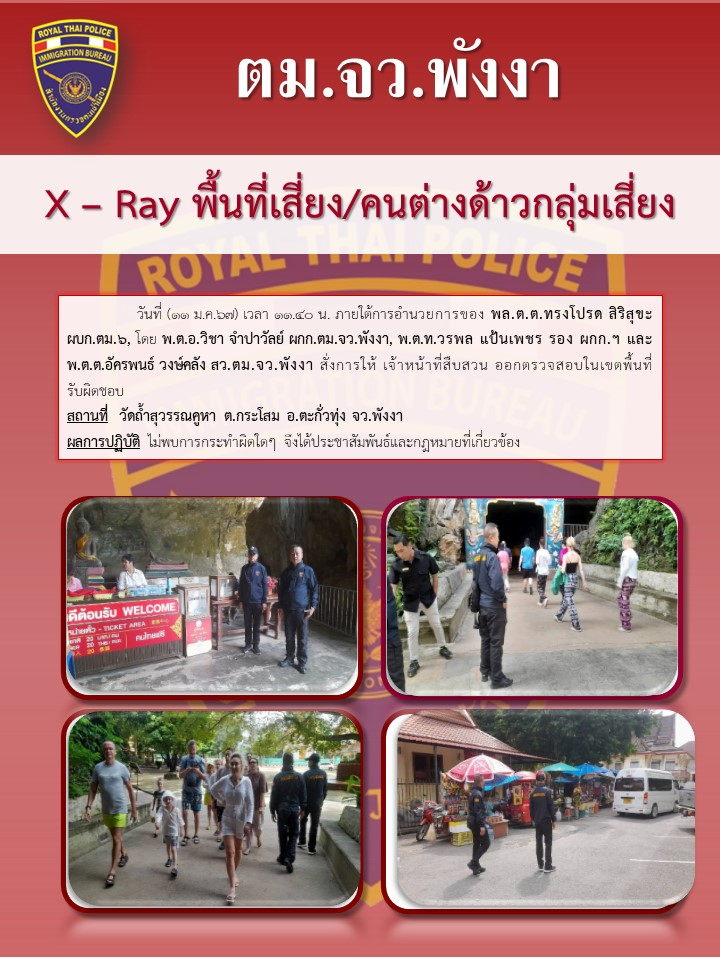 ROYAL THAI POLICE
IMMIGRATION BUREAU
สำนักงานตรวจคนเข้าเมือง
ตม.จว.พังงา
X – Ray พื้นที่เสี่ยง/คนต่างด้าวกลุ่มเสี่ยง
ROYAL THAI POLICE
วันที่ (๑๑ ม.ค.๖๗) เวลา ๑๑.๔๐ น. ภายใต้การอำนวยการของ พล.ต.ต.ทรงโปรด สิริสุขะ
ผบก.ตม.๖, โดย พ.ต.อ.วิชา จำปาวัลย์ ผกก.ตม.จว.พังงา, พ.ต.ท.วรพล แป้นเพชร รอง ผกก.ฯ และ
พ.ต.ต.อัครพนธ์ วงษ์คลัง สว.ตม.จว.พังงา สั่งการให้ เจ้าหน้าที่สืบสวน ออกตรวจสอบในเขตพื้นที่
รับผิดชอบ
สถานที่ วัดถ้ำสุวรรณคูหา ต.กระโสม อ.ตะกั่วทุ่ง จว.พังงา
ผลการปฏิบัติ ไม่พบการกระทำผิดใดๆ จึงได้ประชาสัมพันธ์และกฎหมายที่เกี่ยวข้อง
ดีต้อนรับ WELCOME
TICKET AREA
คนไทยฟรี